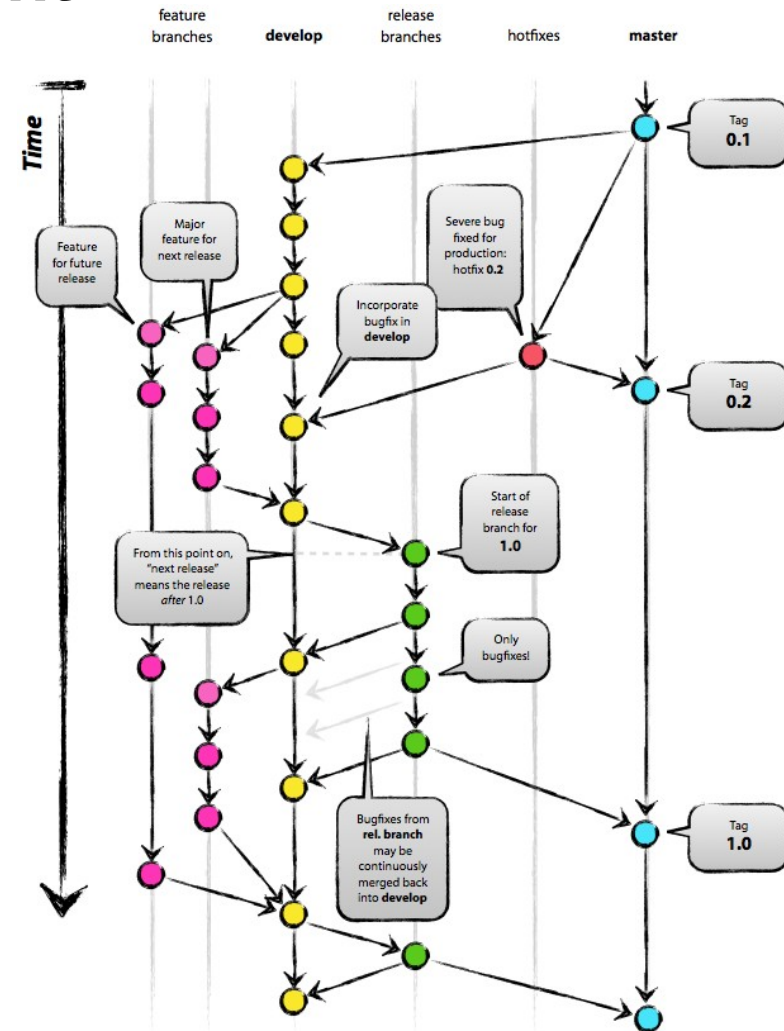 feature
branches
develop
release
branches
hotfixes
master
Time
Tag
0.1
Major
feature for
next release
Severe bug
fixed for
production:
hotfix 0.2
Feature
for future
release
Incorporate
bugfix in
develop
Tag
0.2
Start of
release
branch for
1.0
From this point on,
“next release”
means the release
after 1.0
Only
bugfixes!
Bugfixes from
rel. branch
may be
continuously
merged back
into develop
Tag
1.0